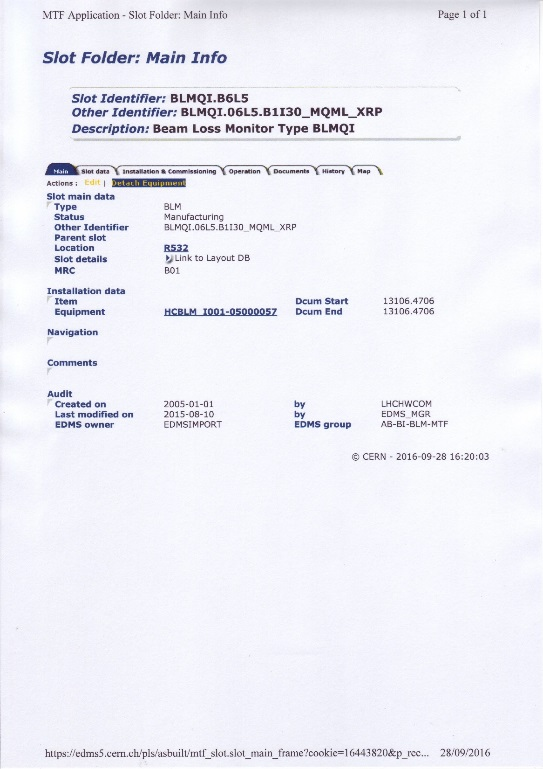 MTF Application - Slot Folder: Main Info Page 1 of 1
Slot Folder: Main Info
Slot Identifier: BLMQI.B6L5
Other Identifier: BLMQI.06L5.B1I30_MQML_XRP
Description: Beam Loss Monitor Type BLMQI
Main Slot data Installation & Commissioning Operation Documents History Map
Actions : Edit | Detach Equipment
Slot main data
Type BLM
Status Manufacturing
Other Identifier BLMQI.06L5.B1I30_MQML_XRP
Parent slot
Location R532
Slot details Link to Layout DB
MRC B01
Installation data
Item Dcum Start 13106.4706
Equipment HCBLM_I001-05000057 Dcum End 13106.4706
Navigation
Comments
Audit
Created on 2005-01-01 by LHCHWCOM
Last modified on 2015-08-10 by EDMS_MGR
EDMS owner EDMSIMPORT EDMS group AB-BI-BLM-MTF
© CERN - 2016-09-28 16:20:03
https://edms5.cern.ch/pls/asbuilt/mtf_slot.slot_main_frame?cookie=16443820&p_rec... 28/09/2016